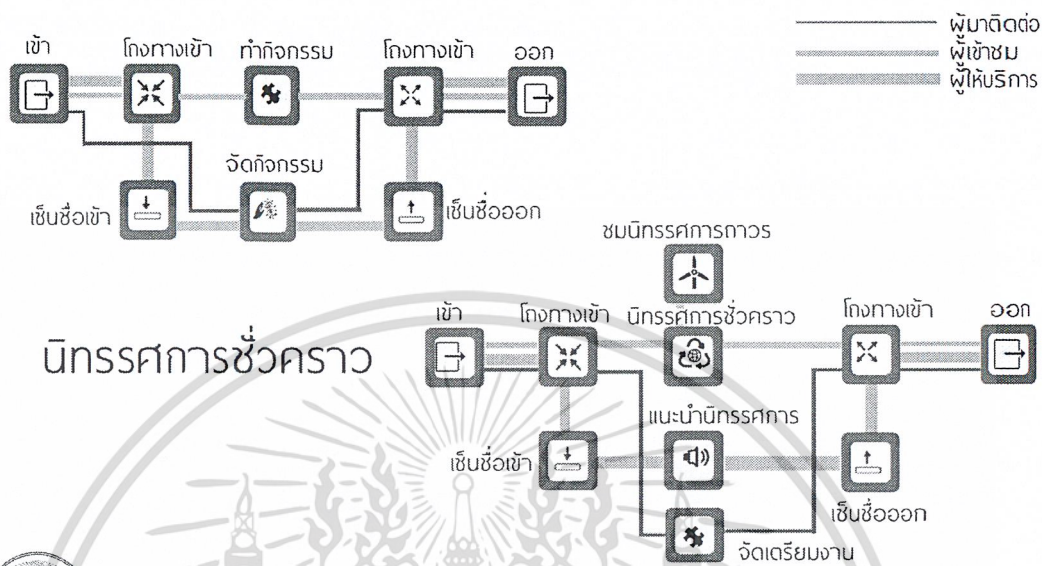 ผู้มาติดต่อ
ผู้เข้าชม
ผู้ให้บริการ
เข้า
โถงทางเข้า
ทำกิจกรรม
โถงทางเข้า
ออก
จัดกิจกรรม
เซ็นชื่อเข้า
เซ็นชื่อออก
ชมนิทรรศการถาวร
นิทรรศการชั่วคราว
เข้า
โถงทางเข้า
นิทรรศการชั่วคราว
โถงทางเข้า
ออก
แนะนำนิทรรศการ
เซ็นชื่อเข้า
เซ็นชื่อออก
จัดเตรียมงาน